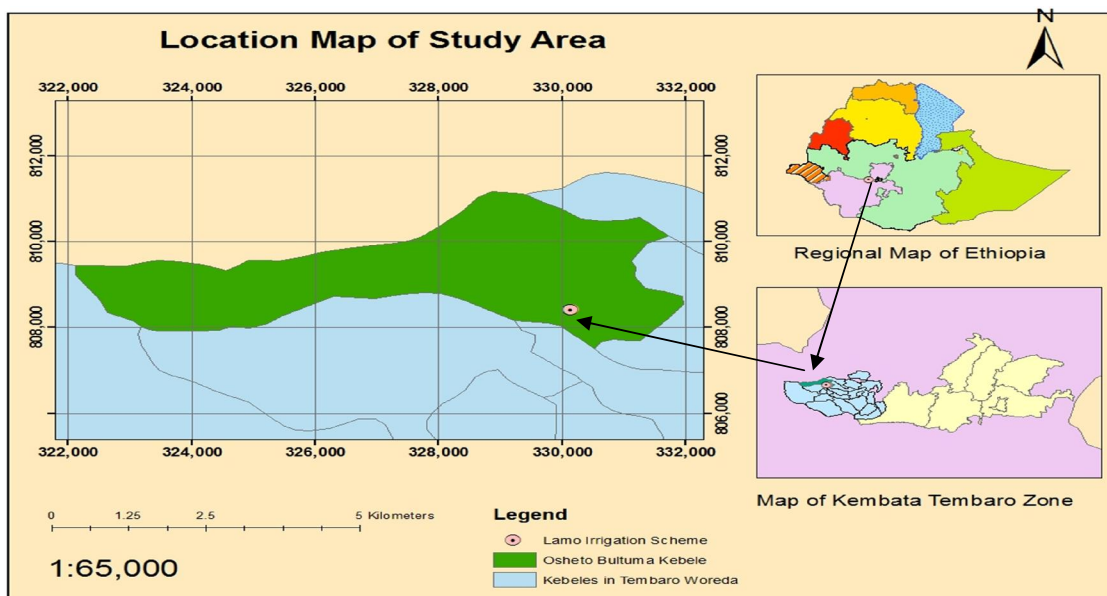 Location Map of Study Area
N
322,000 324,000 326,000 328,000 330,000 332,000
812,000 812,000
810,000 810,000
808,000 808,000
806,000 806,000
322,000 324,000 326,000 328,000 330,000 332,000
Regional Map of Ethiopia
Map of Kembata Tembaro Zone
0 1.25 2.5 5 Kilometers
1:65,000
Legend
Lamo Irrigation Scheme
Osheto Bultuma Kebele
Kebeles in Tembaro Woreda